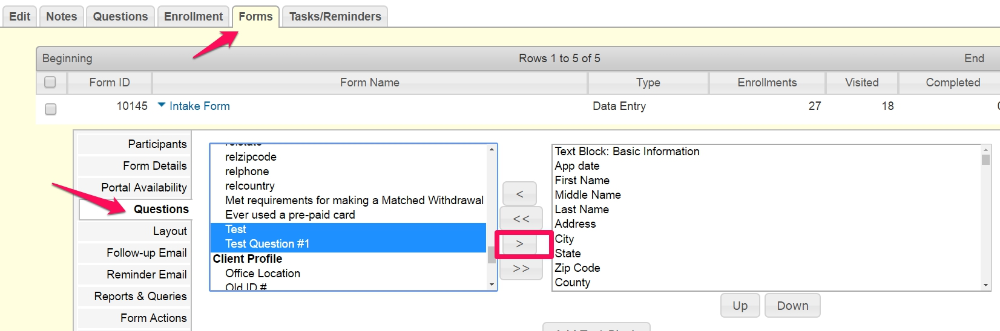 Edit Notes Questions Enrollment Forms Tasks/Reminders
Beginning Rows 1 to 5 of 5 End
Form ID Form Name Type Enrollments Visited Completed
10145 Intake Form Data Entry 27 18
Participants
Form Details
Portal Availability
Questions
Layout
Follow-up Email
Reminder Email
Reports & Queries
Form Actions
relzipcode
relphone
relcountry
Met requirements for making a Matched Withdrawal
Ever used a pre-paid card
Test
Test Question #1
Client Profile
Office Location
Old ID #
<
<<
>
>>
Text Block: Basic Information
App date
First Name
Middle Name
Last Name
Address
City
State
Zip Code
County
Up Down